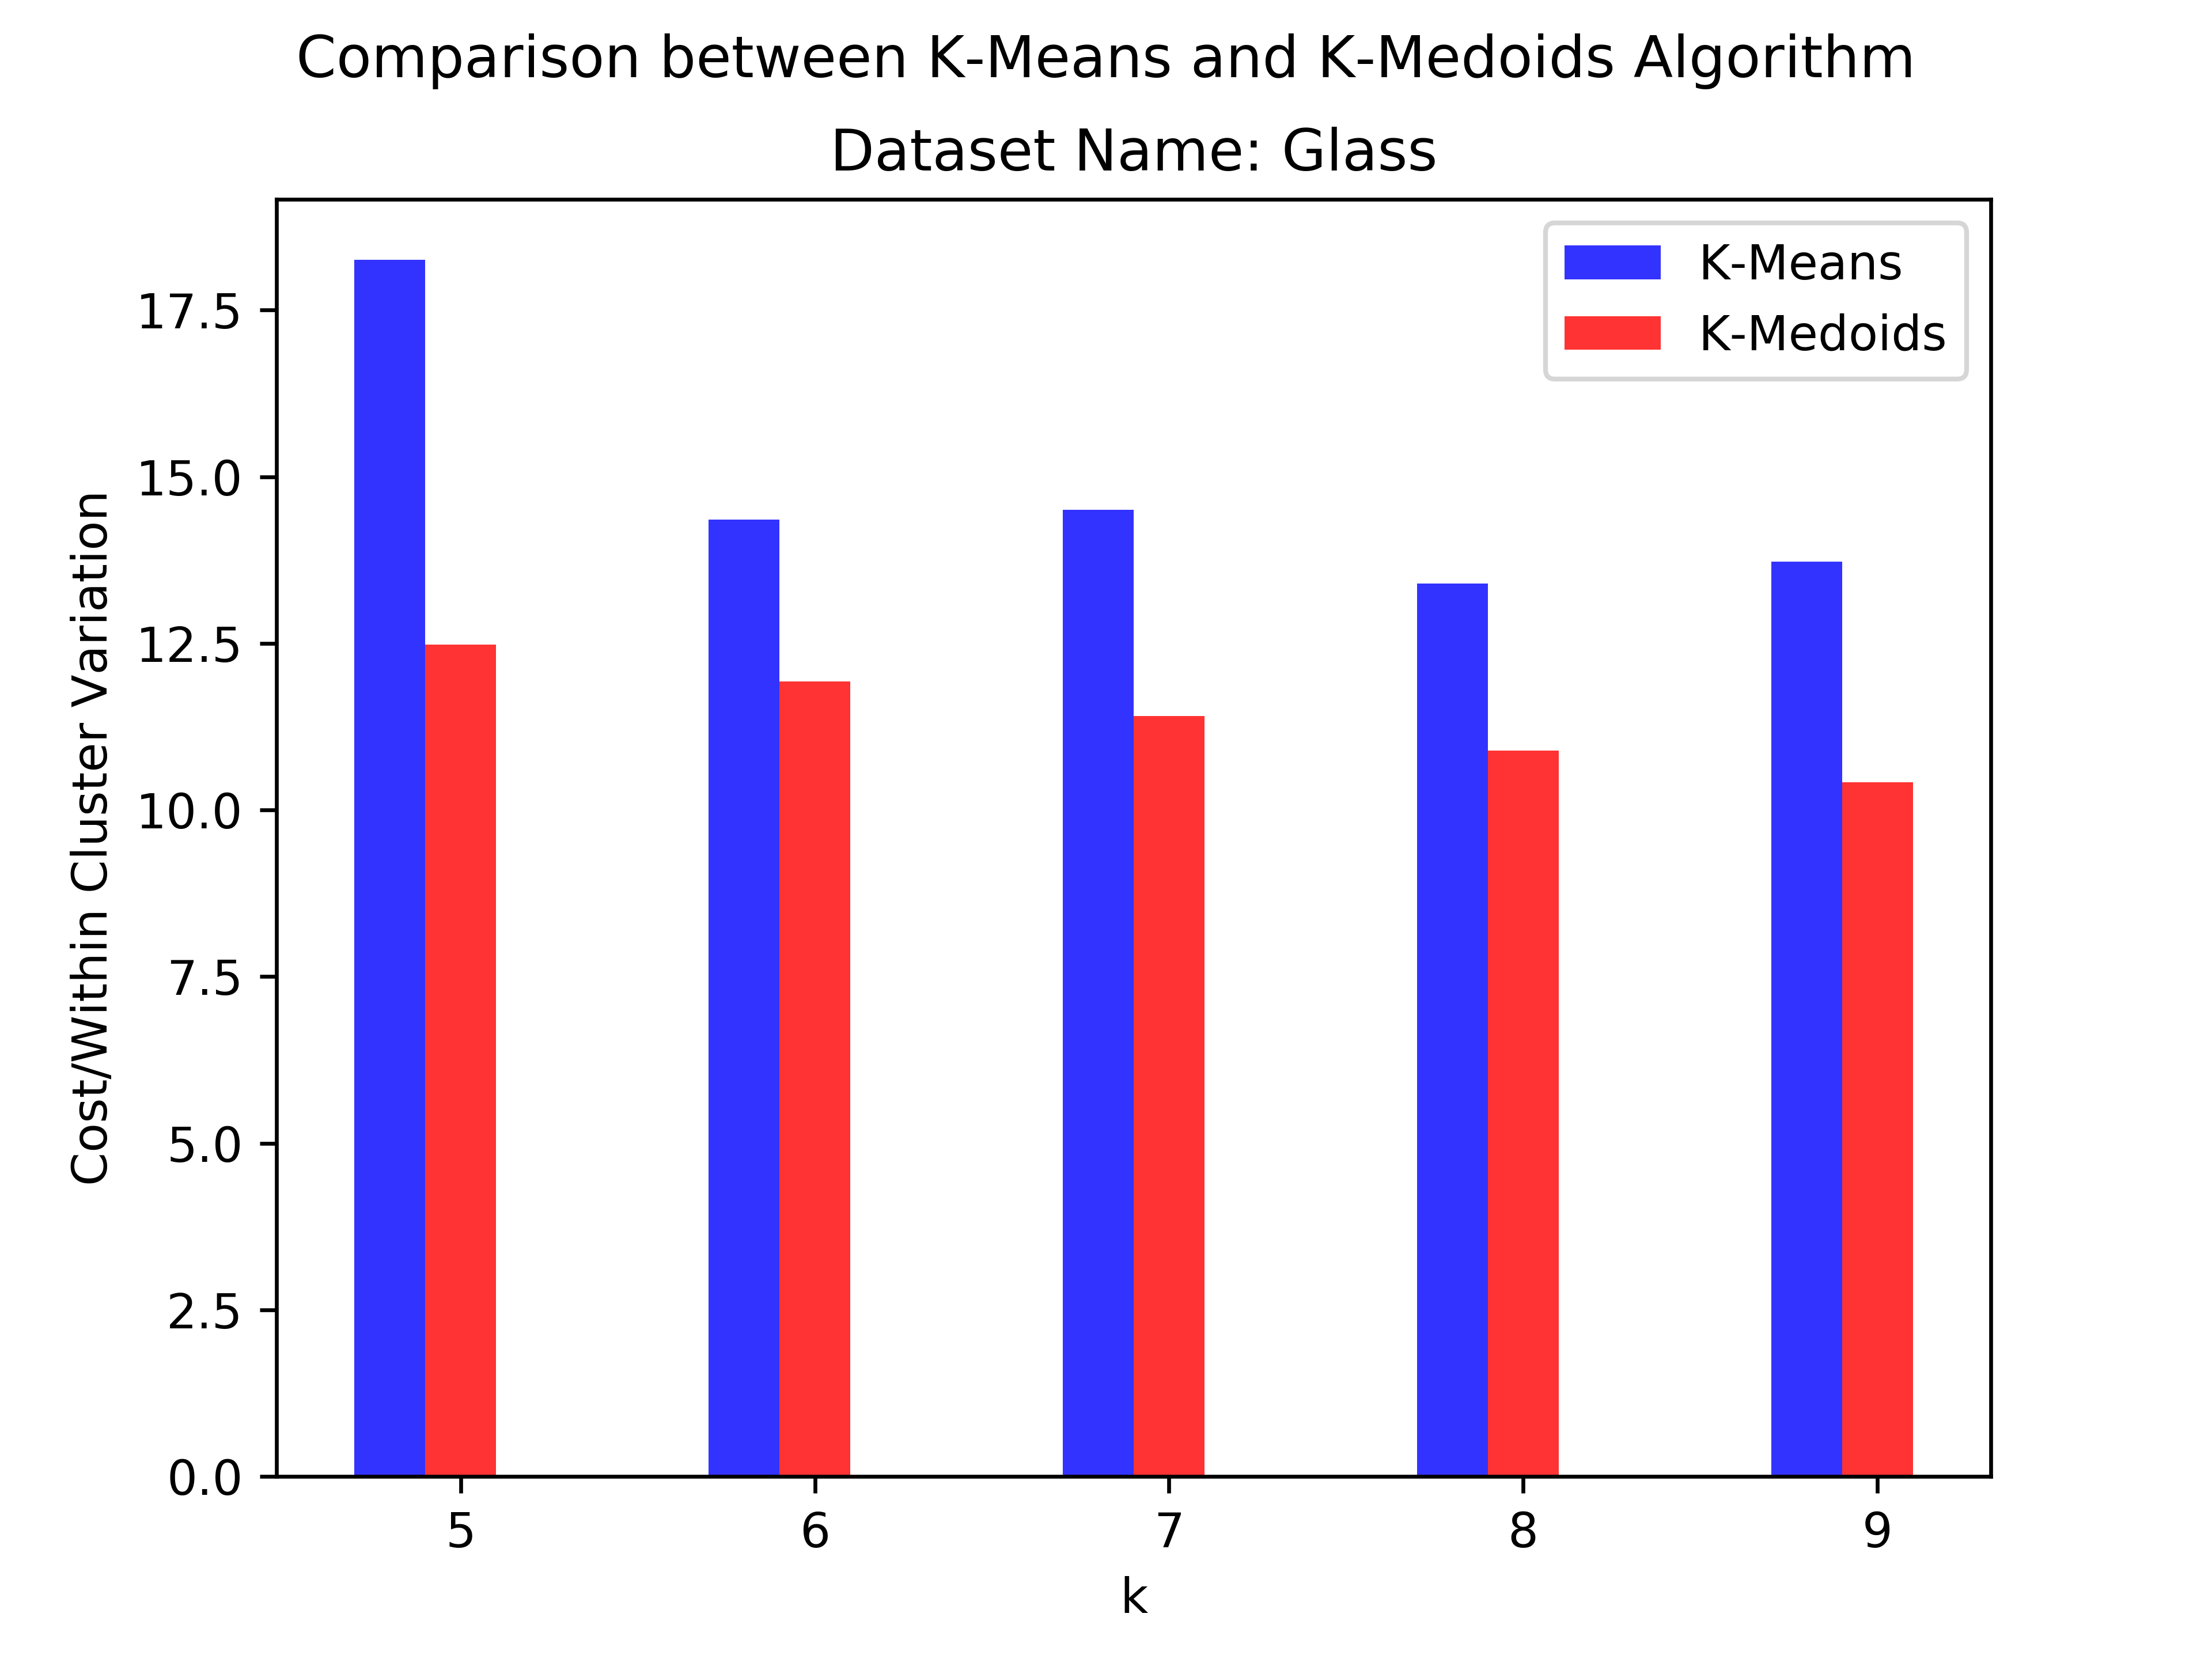 Comparison between K-Means and K-Medoids Algorithm
Dataset Name: Glass
K-Means
K-Medoids
Cost/Within Cluster Variation
17.5
15.0
12.5
10.0
7.5
5.0
2.5
0.0
5 6 7 8 9
k